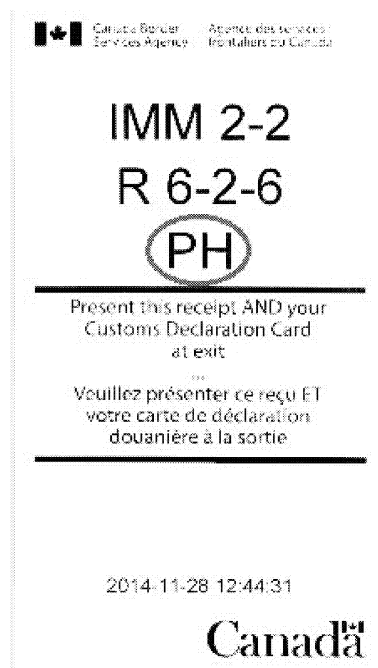 Canada Border Agence des services
Services Agency frontaliers du Canada
IMM 2-2
R 6-2-6
PH
Present this receipt AND your
Customs Declaration Card
at exit
...
Veuillez présenter ce reçu ET
votre carte de déclaration
douanière à la sortie
2014-11-28 12:44:31
Canada